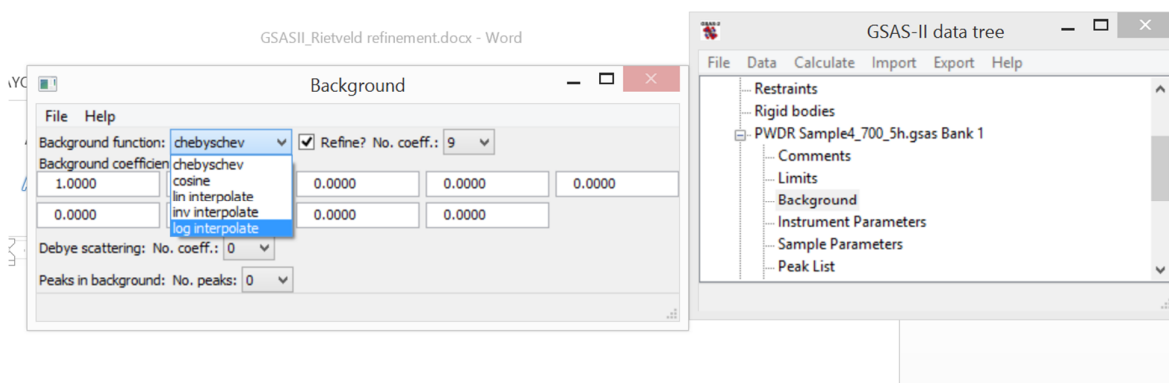 GSASII_Rietveld refinement.docx - Word
Background
File Help
Background function: chebyschev Refine? No. coeff.: 9
Background coefficien
chebyschev
cosine
lin interpolate
inv interpolate
log interpolate
1.0000 0.0000 0.0000 0.0000
0.0000 0.0000 0.0000
Debye scattering: No. coeff.: 0
Peaks in background: No. peaks: 0
GSAS-II data tree
File Data Calculate Import Export Help
Restraints
Rigid bodies
PWDR Sample4_700_5h.gsas Bank 1
Comments
Limits
Background
Instrument Parameters
Sample Parameters
Peak List